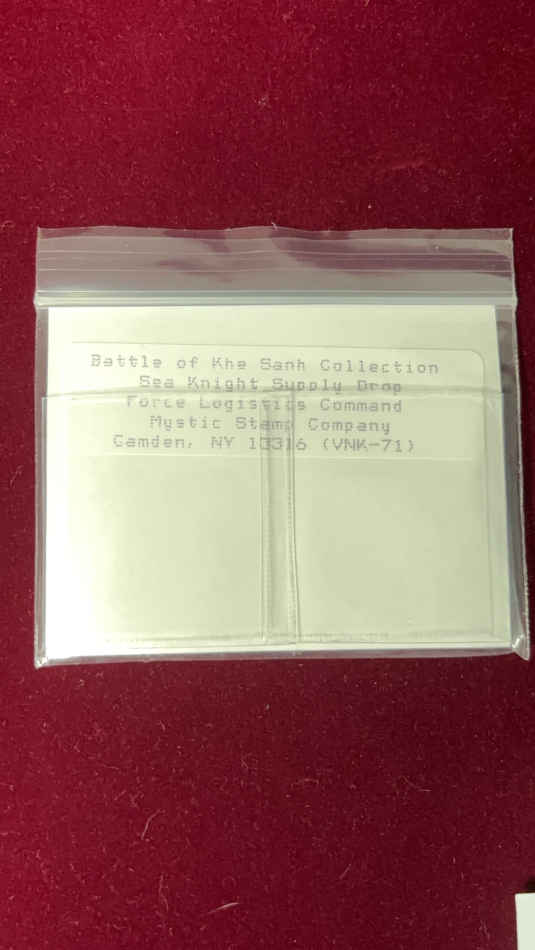 Battle of Khe Sanh Collection
Sea Knight Supply Drop
Force Logistics Command
Mystic Stamp Company
Camden, NY 13316 (VNK-71)